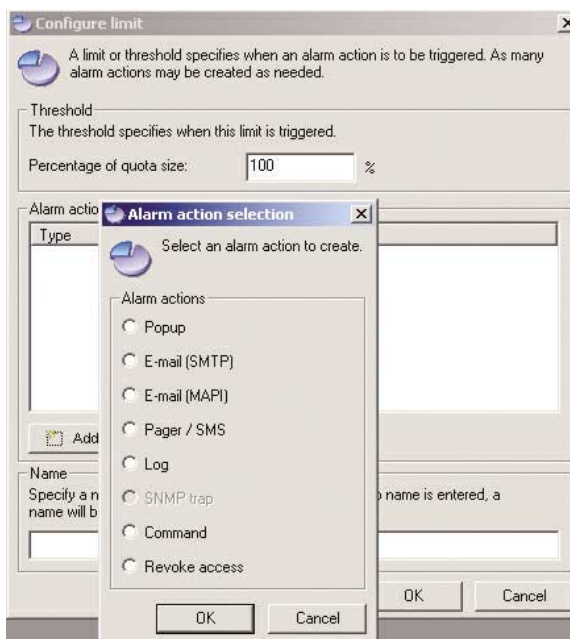 Configure limit
A limit or threshold specifies when an alarm action is to be triggered. As many
alarm actions may be created as needed.
Threshold
The threshold specifies when this limit is triggered.
Percentage of quota size:
100
%
Alarm actio
Type
Add
Name
Specify a n
name is entered, a
name will b
OK
Cancel
Alarm action selection
Select an alarm action to create.
Alarm actions
Popup
E-mail (SMTP)
E-mail (MAPI)
Pager / SMS
Log
SNMP trap
Command
Revoke access
OK
Cancel